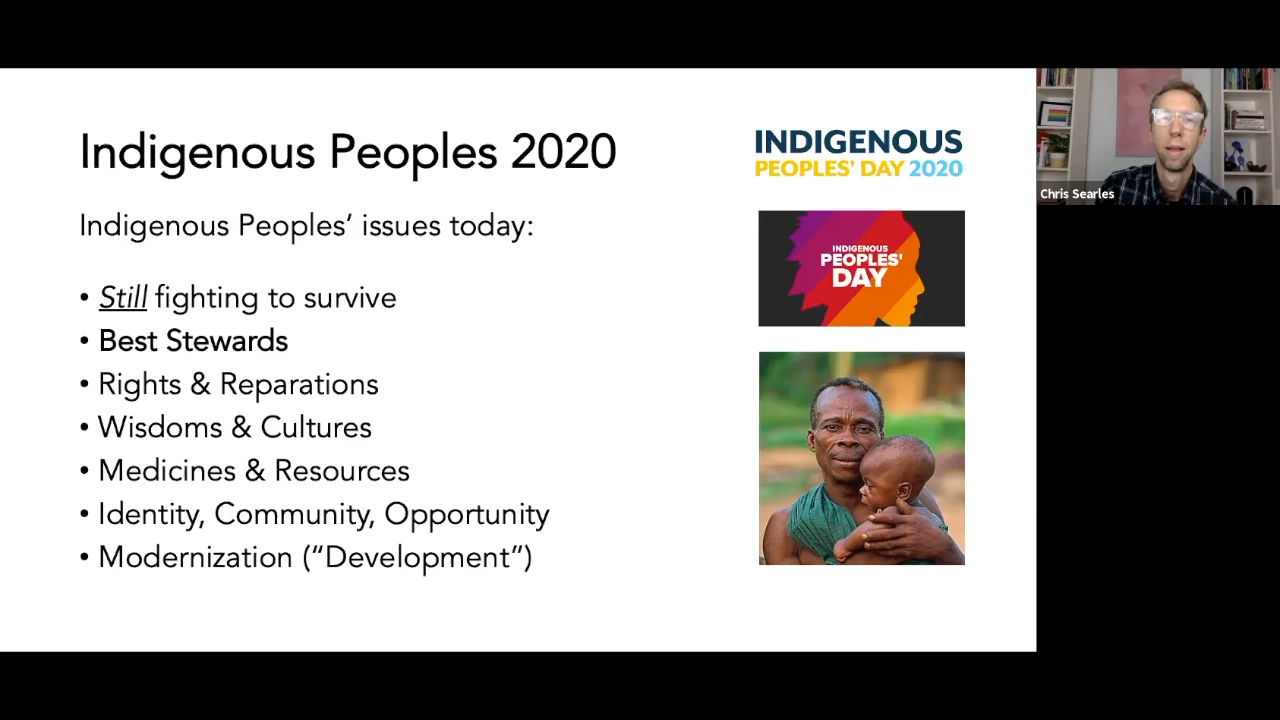 Indigenous Peoples 2020
Indigenous Peoples’ issues today:
• Still fighting to survive
• Best Stewards
• Rights & Reparations
• Wisdoms & Cultures
• Medicines & Resources
• Identity, Community, Opportunity
• Modernization (“Development”)
INDIGENOUS
PEOPLES' DAY 2020
INDIGENOUS
PEOPLES'
DAY
Chris Searles